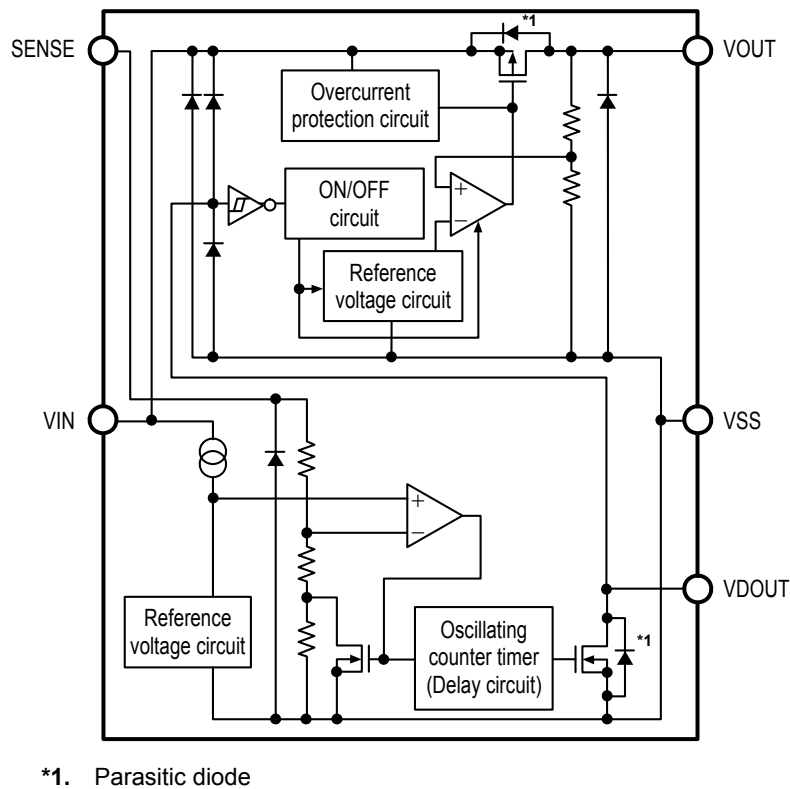 *1
SENSE
VOUT
Overcurrent
protection circuit
ON/OFF
circuit
+
−
Reference
voltage circuit
VIN
VSS
+
−
VDOUT
Reference
voltage circuit
Oscillating
counter timer
(Delay circuit)
*1
*1. Parasitic diode